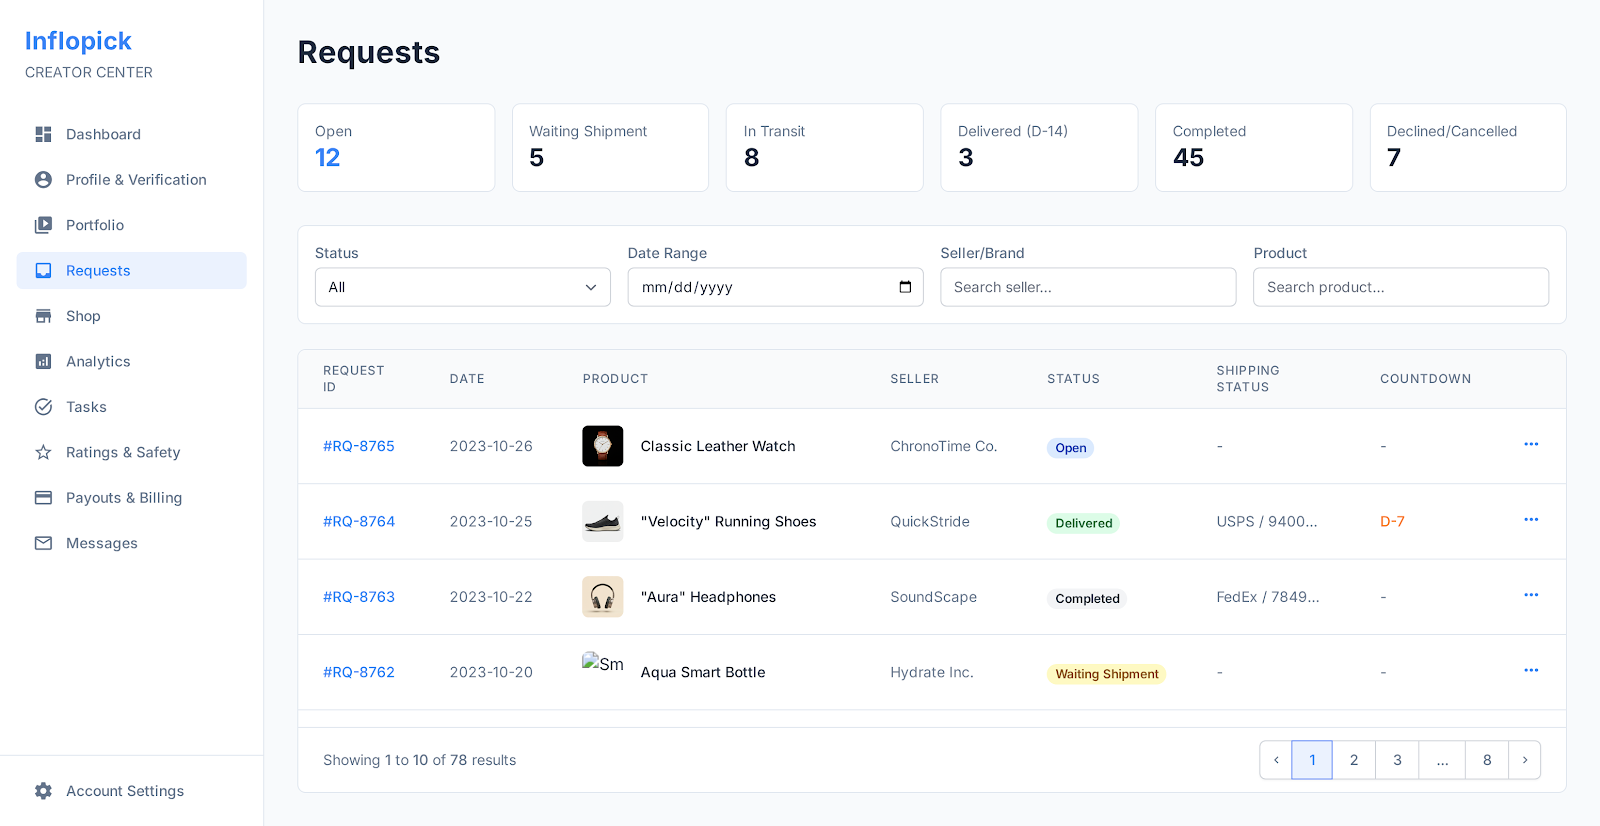 Inflopick
CREATOR CENTER
Dashboard
Profile & Verification
Portfolio
Requests
Shop
Analytics
Tasks
Ratings & Safety
Payouts & Billing
Messages
Account Settings
Requests
Open
12
Waiting Shipment
5
In Transit
8
Delivered (D-14)
3
Completed
45
Declined/Cancelled
7
Status
All
Date Range
mm/dd/yyyy
Seller/Brand
Search seller...
Product
Search product...
REQUEST ID DATE PRODUCT SELLER STATUS SHIPPING STATUS COUNTDOWN
#RQ-8765 2023-10-26 Classic Leather Watch ChronoTime Co. Open - - ...
#RQ-8764 2023-10-25 "Velocity" Running Shoes QuickStride Delivered USPS / 9400... D-7 ...
#RQ-8763 2023-10-22 "Aura" Headphones SoundScape Completed FedEx / 7849... - ...
#RQ-8762 2023-10-20 Sm Aqua Smart Bottle Hydrate Inc. Waiting Shipment - - ...
Showing 1 to 10 of 78 results
‹ 1 2 3 ... 8 ›